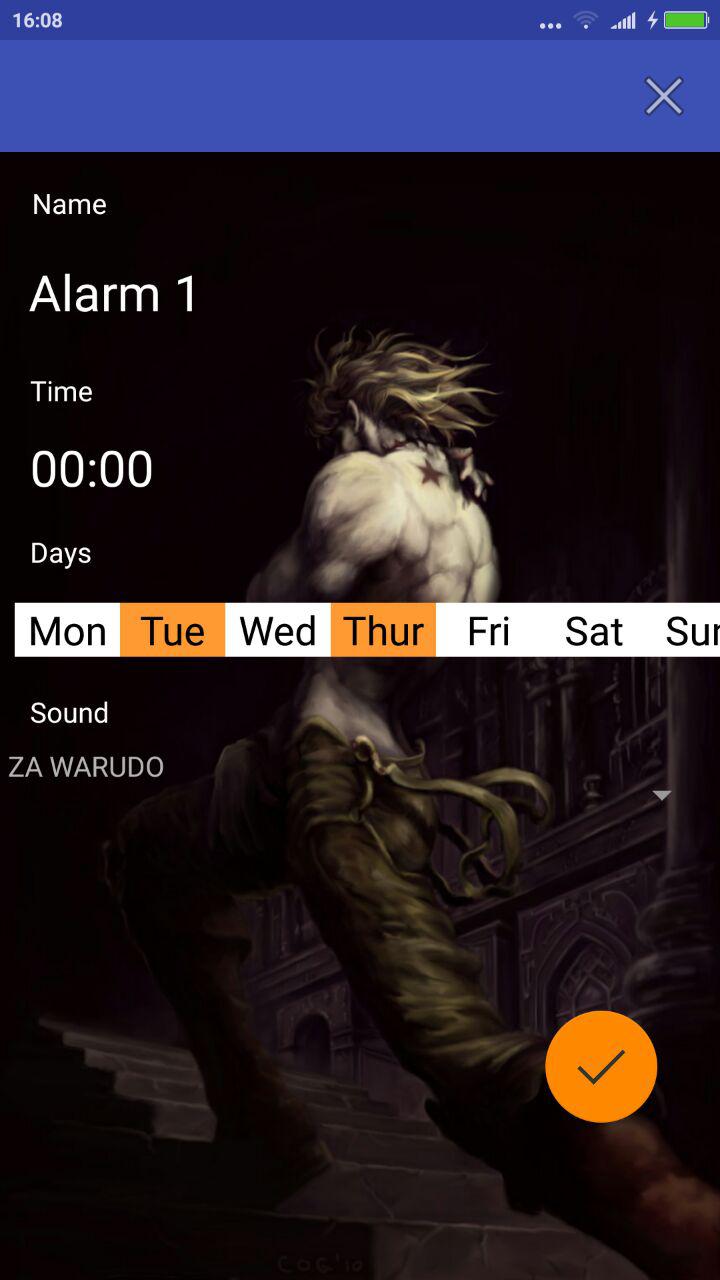 16:08
Name
Alarm 1
Time
00:00
Days
Mon Tue Wed Thur Fri Sat Sun
Sound
ZA WARUDO
COG'10